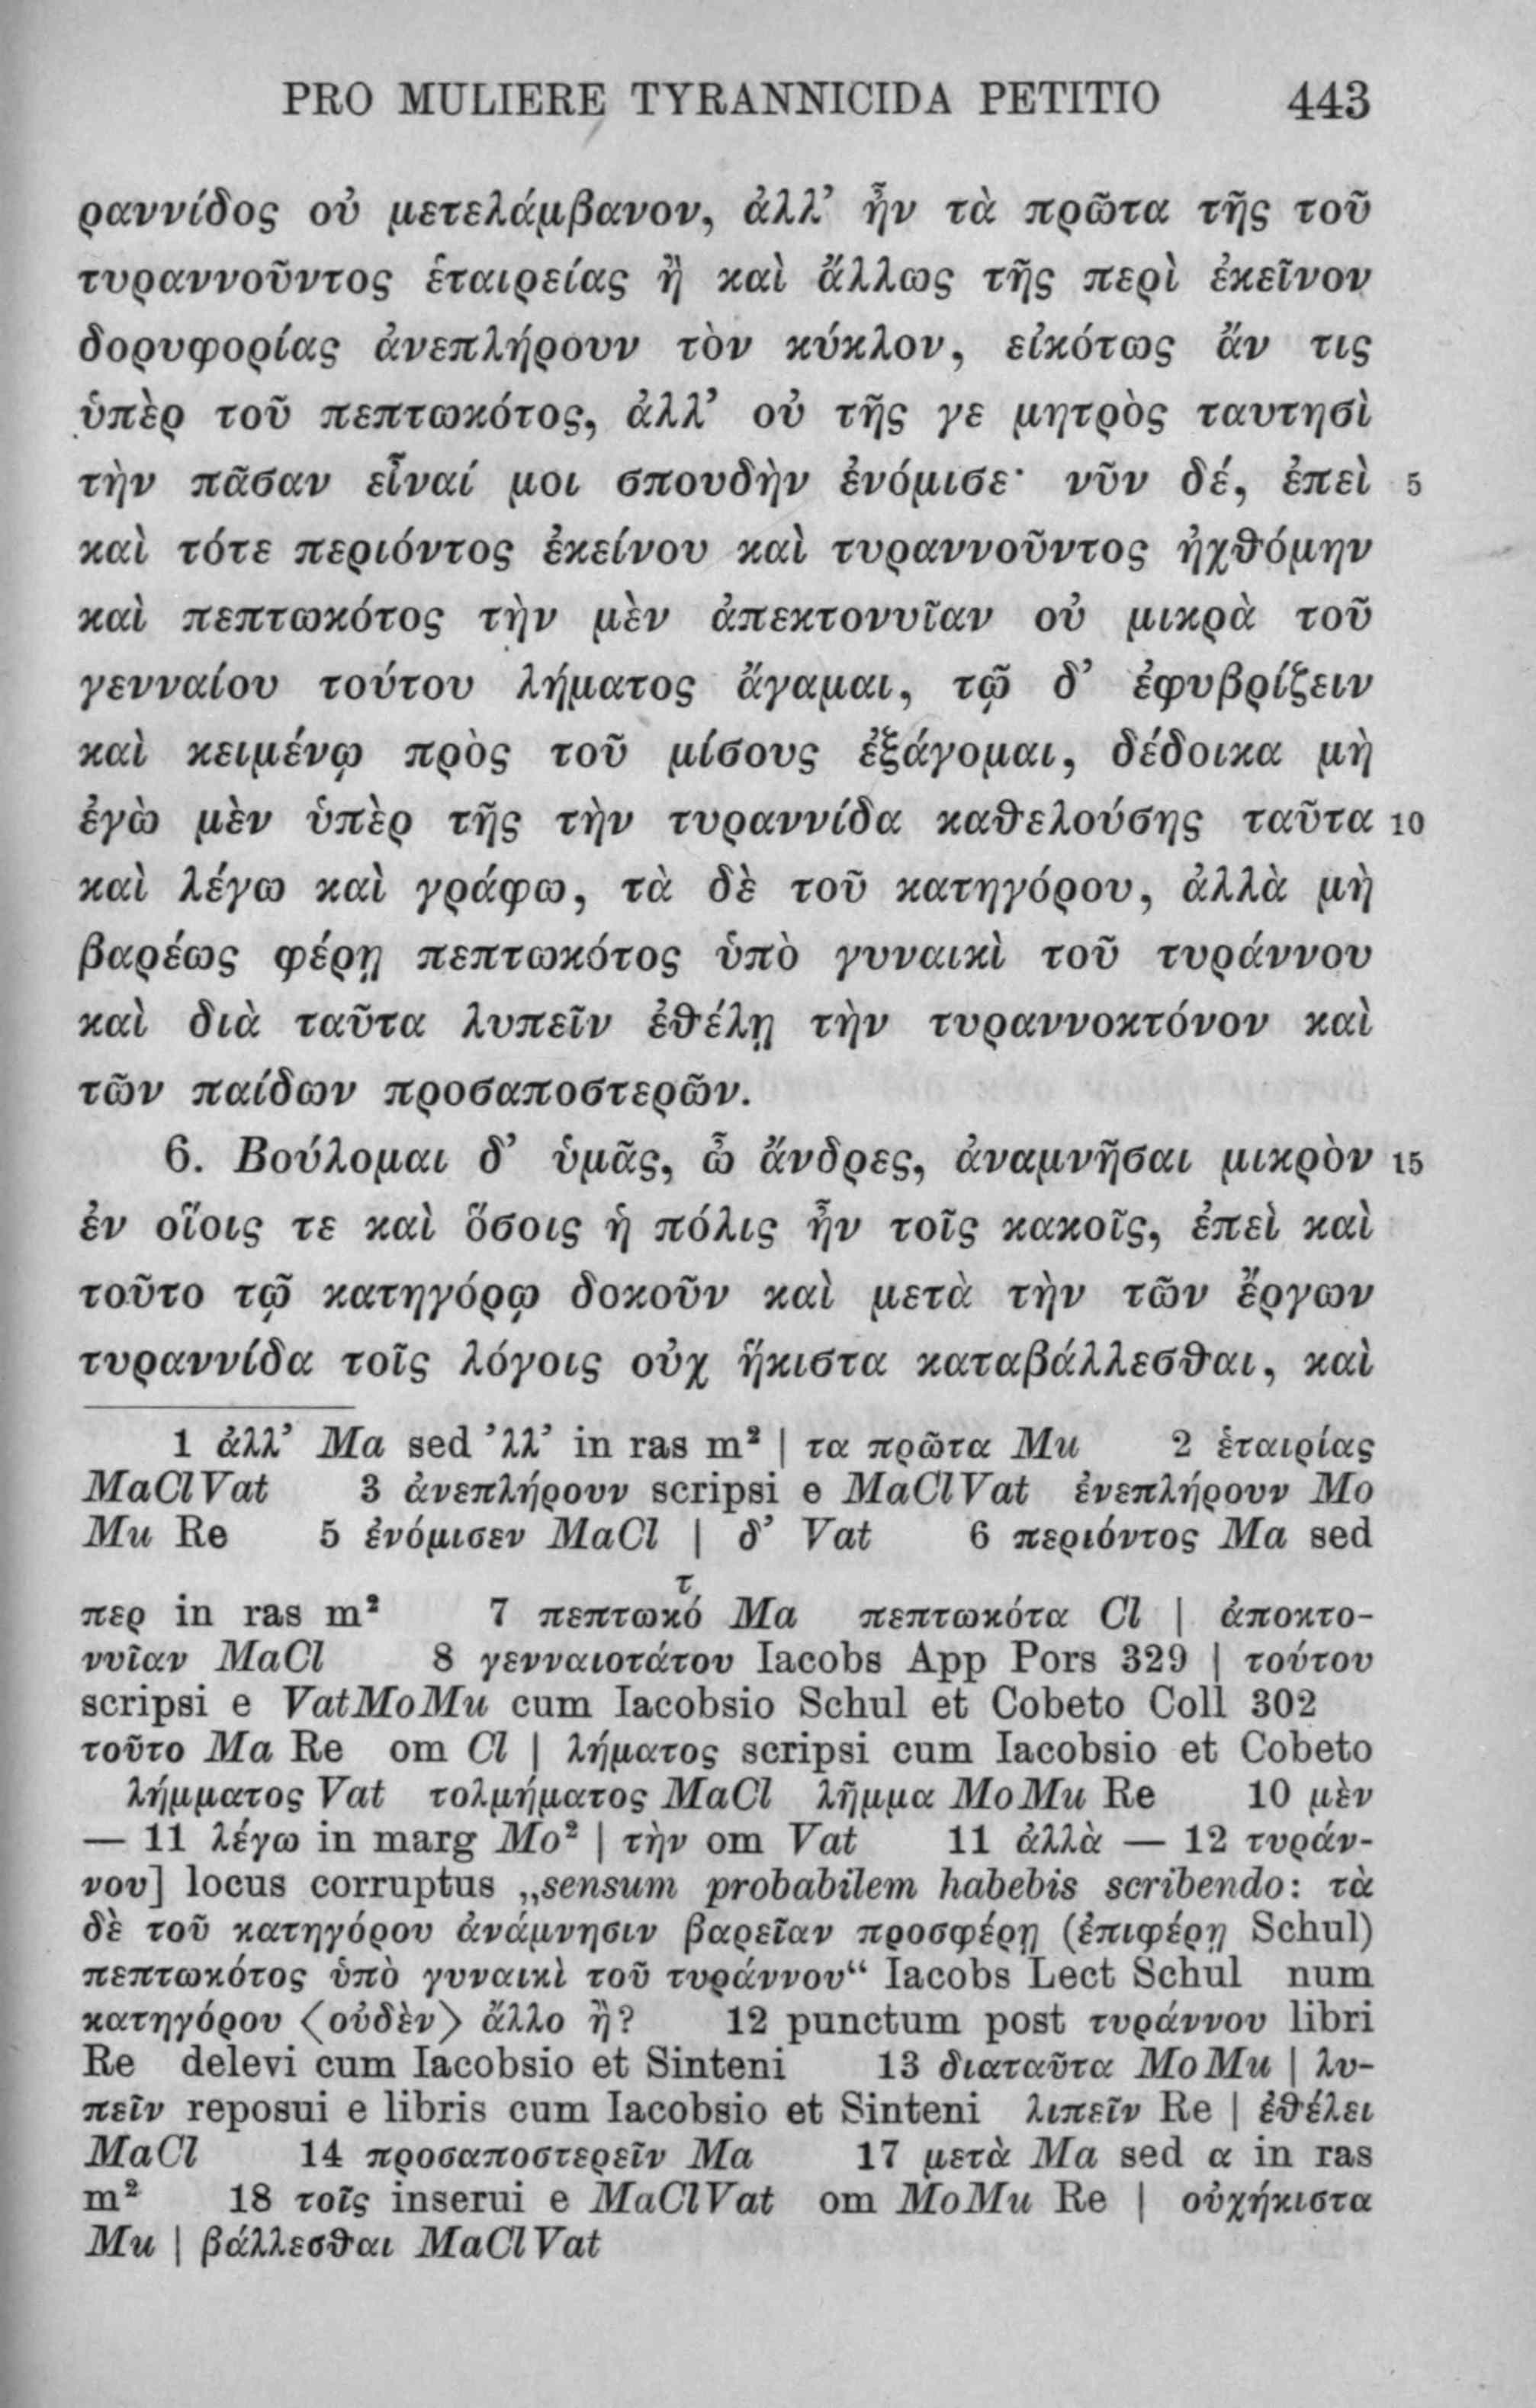 PRO MULIERE TYRANNICIDA PETITIO 443
ραννίδος οὐ μετελάμβανον, ἀλλ’ ἦν τὰ πρῶτα τῆς τοῦ
τυραννοῦντος ἑταιρείας ἢ καὶ ἄλλως τῆς περὶ ἐκεῖνον
δορυφορίας ἀνεπλήρουν τὸν κύκλον, εἰκότως ἄν τις
ὑπὲρ τοῦ πεπτωκότος, ἀλλ’ οὐ τῆς γε μητρὸς ταυτησὶ
τὴν πᾶσαν εἶναί μοι σπουδὴν ἐνόμισε· νῦν δέ, ἐπεὶ 5
καὶ τότε περιόντος ἐκείνου καὶ τυραννοῦντος ἠχθόμην
καὶ πεπτωκότος τὴν μὲν ἀπεκτονυῖαν οὐ μικρὰ τοῦ
γενναίου τούτου λήματος ἄγαμαι, τῷ δ’ ἐφυβρίζειν
καὶ κειμένῳ πρὸς τοῦ μίσους ἐξάγομαι, δέδοικα μὴ
ἐγὼ μὲν ὑπὲρ τῆς τὴν τυραννίδα καθελούσης ταῦτα 10
καὶ λέγω καὶ γράφω, τὰ δὲ τοῦ κατηγόρου, ἀλλὰ μὴ
βαρέως φέρῃ πεπτωκότος ὑπὸ γυναικὶ τοῦ τυράννου
καὶ διὰ ταῦτα λυπεῖν ἐθέλῃ τὴν τυραννοκτόνον καὶ
τῶν παίδων προσαποστερῶν.
6. Βούλομαι δ’ ὑμᾶς, ὦ ἄνδρες, ἀναμνῆσαι μικρὸν 15
ἐν οἵοις τε καὶ ὅσοις ἡ πόλις ἦν τοῖς κακοῖς, ἐπεὶ καὶ
τοῦτο τῷ κατηγόρῳ δοκοῦν καὶ μετὰ τὴν τῶν ἔργων
τυραννίδα τοῖς λόγοις οὐχ ἥκιστα καταβάλλεσθαι, καὶ
1 ἀλλ’ Ma sed ’λλ’ in ras m² | τα πρῶτα Mu 2 ἑταιρίας
MaClVat 3 ἀνεπλήρουν scripsi e MaClVat ἐνεπλήρουν Mo
Mu Re 5 ἐνόμισεν MaCl | δ’ Vat 6 περιόντος Ma sed
περ in ras m² 7 πεπτωκό͏ͭ Ma πεπτωκότα Cl | ἀποκτο-
νυῖαν MaCl 8 γενναιοτάτου Iacobs App Pors 329 | τούτου
scripsi e VatMoMu cum Iacobsio Schul et Cobeto Coll 302
τοῦτο Ma Re om Cl | λήματος scripsi cum Iacobsio et Cobeto
λήμματος Vat τολμήματος MaCl λῆμμα MoMu Re 10 μὲν
— 11 λέγω in marg Mo² | τὴν om Vat 11 ἀλλὰ — 12 τυράν-
νου] locus corruptus „sensum probabilem habebis scribendo: τὰ
δὲ τοῦ κατηγόρου ἀνάμνησιν βαρεῖαν προσφέρῃ (ἐπιφέρῃ Schul)
πεπτωκότος ὑπὸ γυναικὶ τοῦ τυράννου“ Iacobs Lect Schul num
κατηγόρου ⟨οὐδὲν⟩ ἄλλο ἢ? 12 punctum post τυράννου libri
Re delevi cum Iacobsio et Sinteni 13 διαταῦτα MoMu | λυ-
πεῖν reposui e libris cum Iacobsio et Sinteni λιπεῖν Re | ἐθέλει
MaCl 14 προσαποστερεῖν Ma 17 μετὰ Ma sed α in ras
m² 18 τοῖς inserui e MaClVat om MoMu Re | οὐχήκιστα
Mu | βάλλεσθαι MaClVat